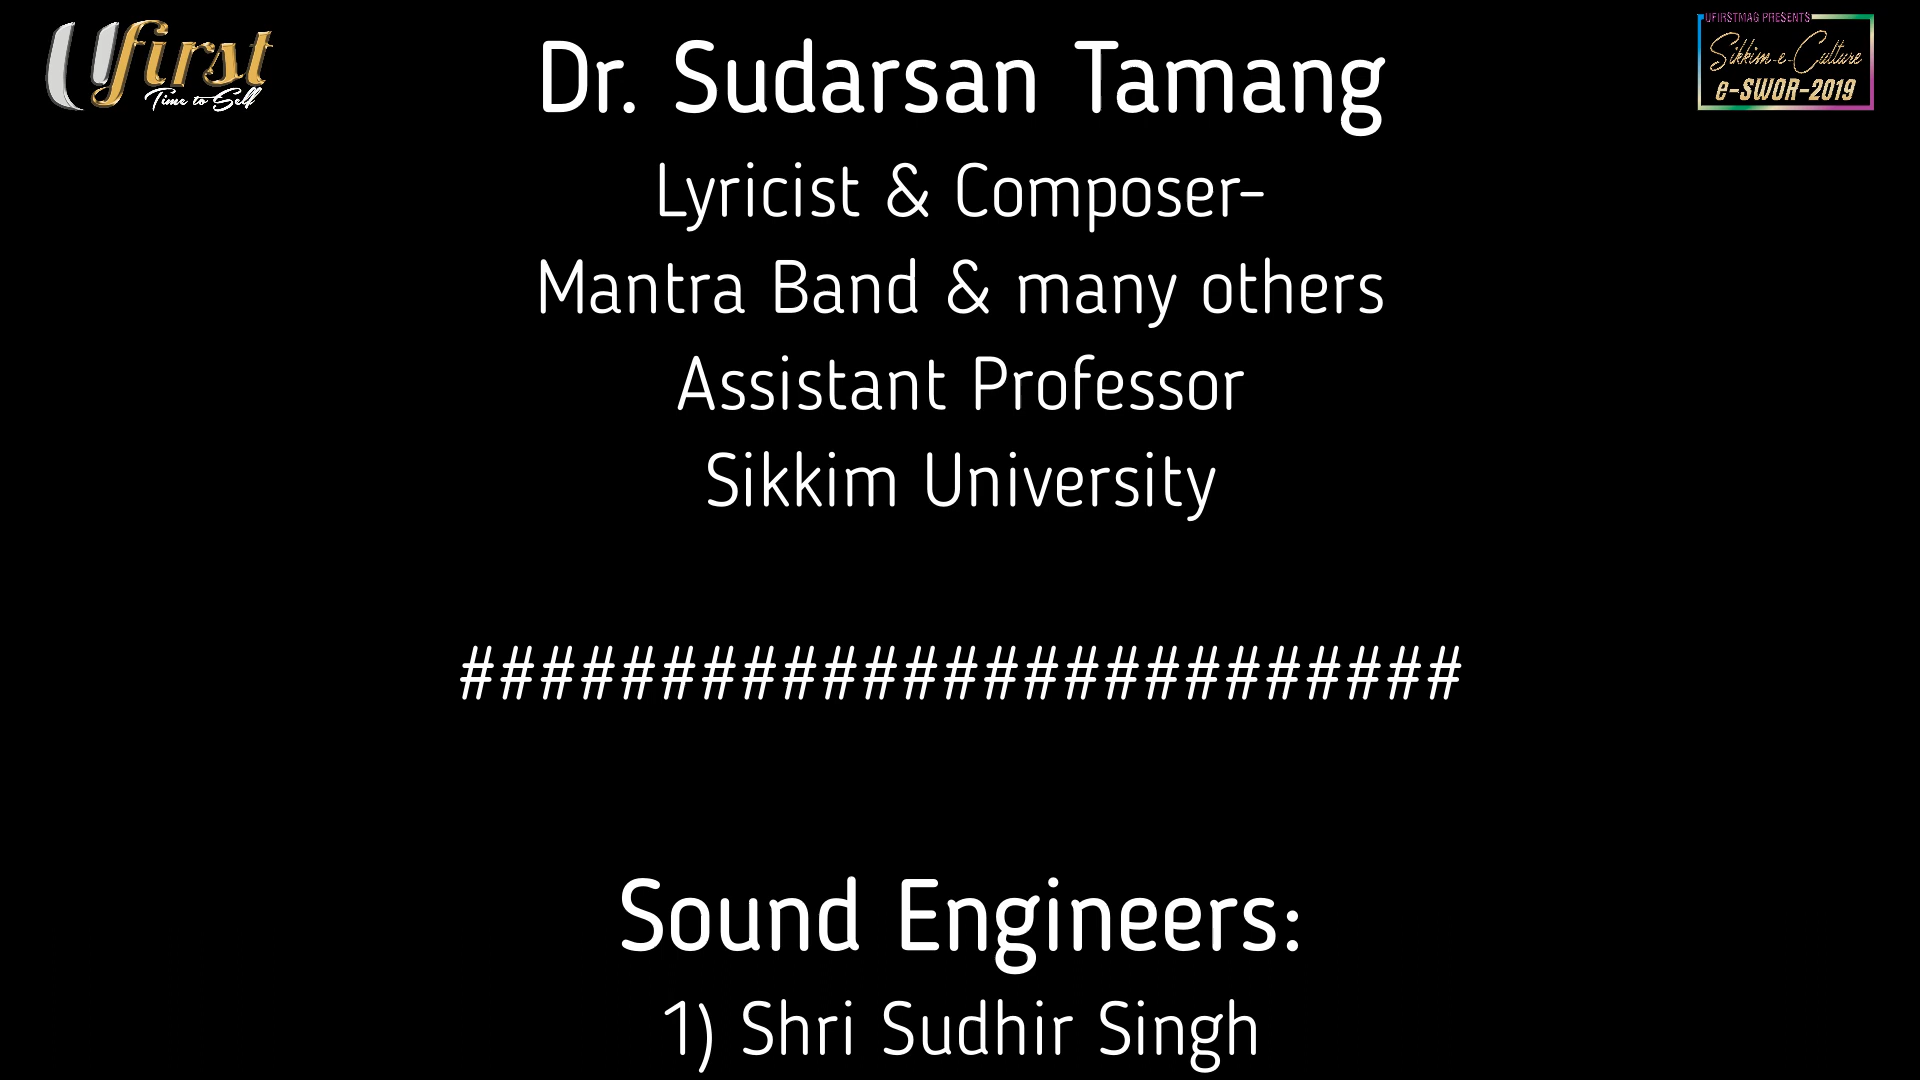 Ufirst
Time to Self
UFIRSTMAG PRESENTS
Sikkim-e-Culture
e-SWOR-2019
Dr. Sudarsan Tamang
Lyricist & Composer-
Mantra Band & many others
Assistant Professor
Sikkim University
#########################
Sound Engineers:
1) Shri Sudhir Singh